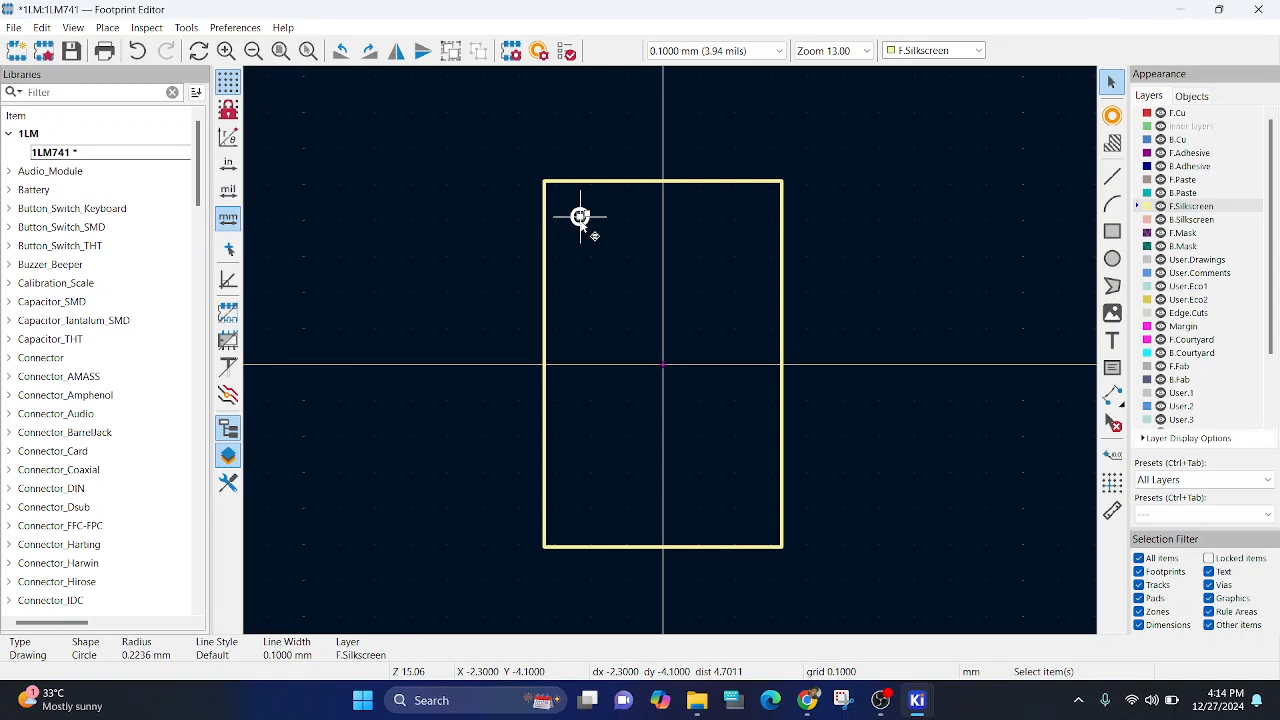 *1LM:1LM741 — Footprint Editor
File Edit View Place Inspect Tools Preferences Help
0.1000 mm (3.94 mils) Zoom 13.00 F.Silkscreen
Libraries
Filter
Item
1LM
1LM741 *
Audio_Module
Battery
Button_Switch_Keyboard
Button_Switch_SMD
Button_Switch_THT
Buzzer_Beeper
Calibration_Scale
Capacitor_SMD
Capacitor_Tantalum_SMD
Capacitor_THT
Connector
Connector_AMASS
Connector_Amphenol
Connector_Audio
Connector_BarrelJack
Connector_Card
Connector_Coaxial
Connector_DIN
Connector_Dsub
Connector_FFC-FPC
Connector_Harting
Connector_Harwin
Connector_Hirose
Connector_IDC
in
mil
mm
Appearance
Layers Objects
F.Cu
Inner layers
B.Cu
F.Adhesive
B.Adhesive
F.Paste
B.Paste
F.Silkscreen
B.Silkscreen
F.Mask
B.Mask
User.Drawings
User.Comments
User.Eco1
User.Eco2
Edge.Cuts
Margin
F.Courtyard
B.Courtyard
F.Fab
B.Fab
User.1
User.2
User.3
Layer Display Options
Presets (Ctrl+Tab):
All Layers
Presets (Ctrl+Tab):
---
Selection Filter
All items Locked items
Footprints Text
Tracks Vias
Pads Graphics
Zones Rule Areas
Dimensions Other items
Type Shape Radius Line Style Line Width Layer
Drawing Circle 0.2236 mm Default 0.1000 mm F.Silkscreen
Z 15.06 X -2.3000 Y -4.1000 dx -2.3000 dy -4.1000 dist 4.7011 grid 0.1000 mm Select item(s)
33°C
Mostly sunny
Search
Ki
4:14 PM
12/27/2024